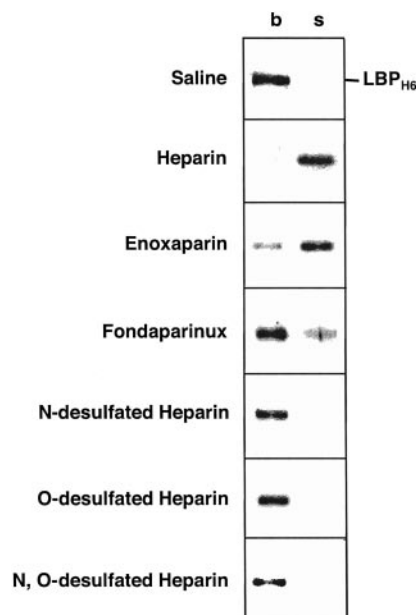 b s
Saline LBP_H6
Heparin
Enoxaparin
Fondaparinux
N-desulfated Heparin
O-desulfated Heparin
N, O-desulfated Heparin